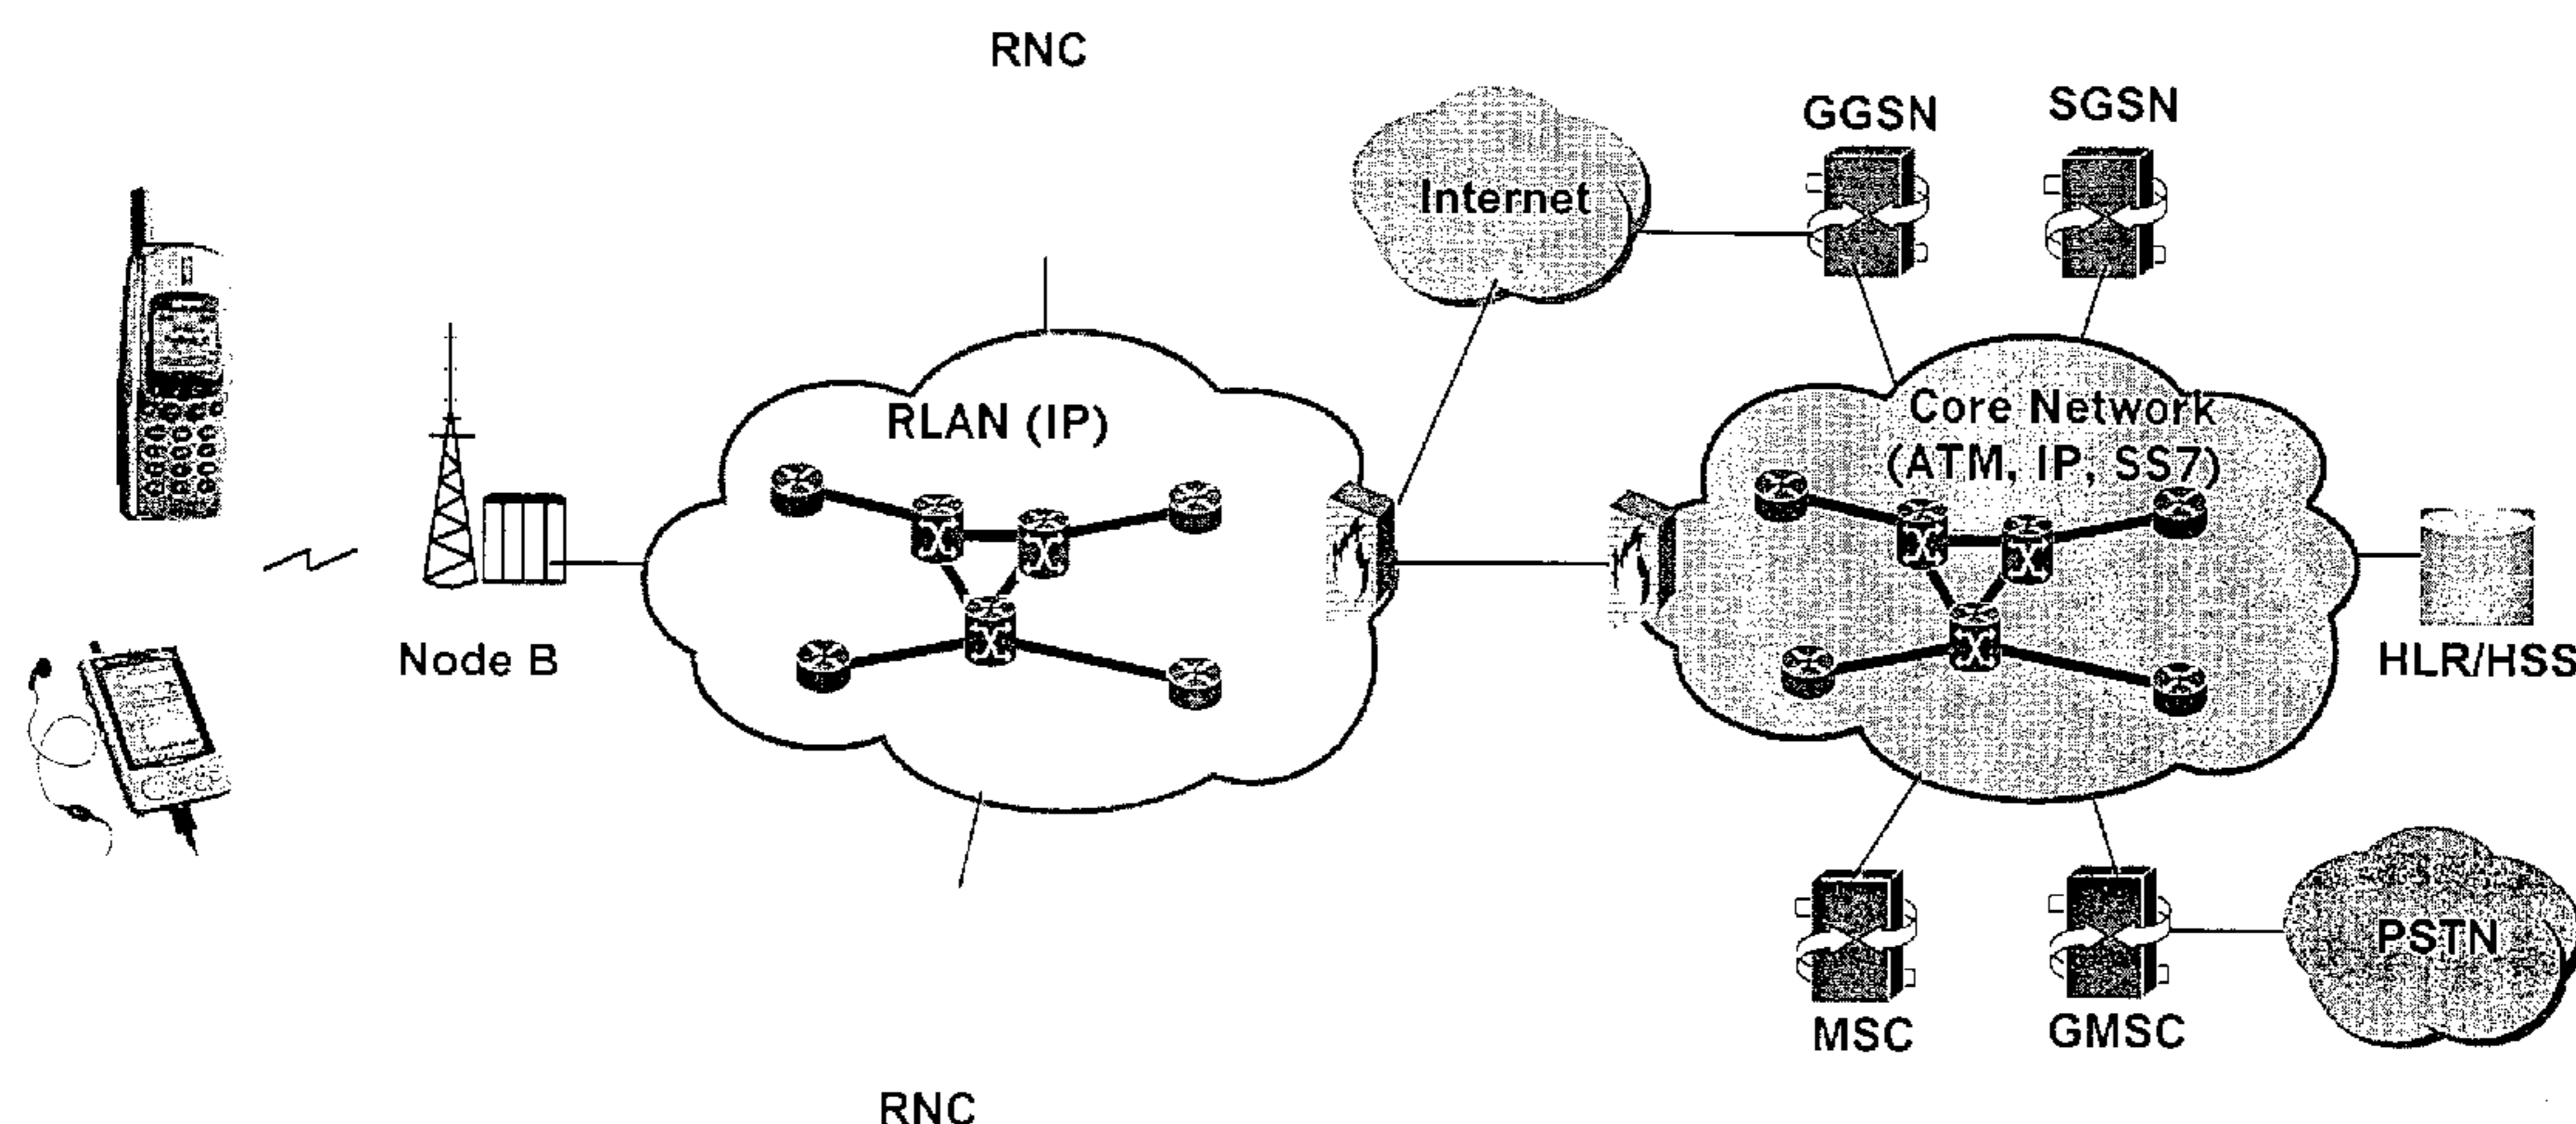 RNC
GGSN
SGSN
Internet
RLAN (IP)
Core Network
(ATM, IP, SS7)
Node B
HLR/HSS
PSTN
MSC
GMSC
RNC